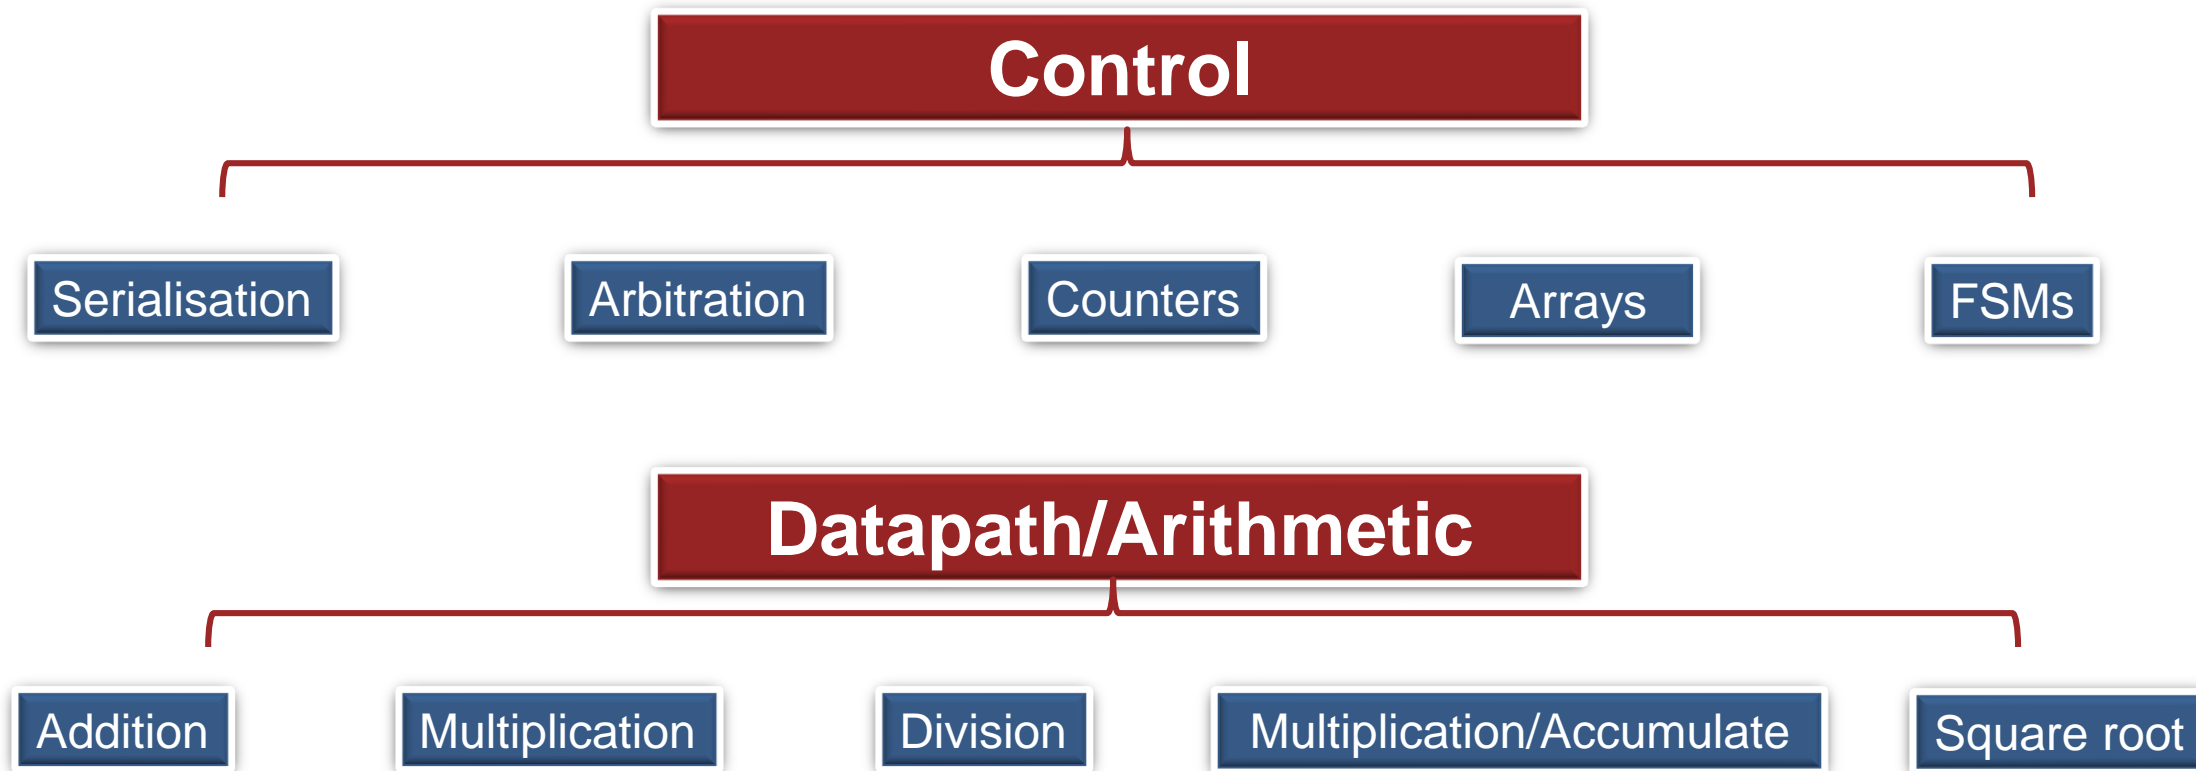 Control
Serialisation
Arbitration
Counters
Arrays
FSMs
Datapath/Arithmetic
Addition
Multiplication
Division
Multiplication/Accumulate
Square root